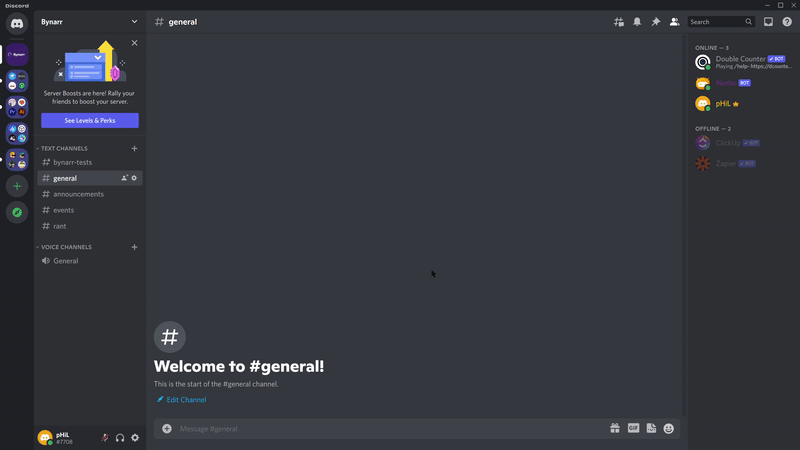 Discord
Bynarr
general
Search
Bynarr
Server Boosts are here! Rally your
friends to boost your server.
See Levels & Perks
TEXT CHANNELS
bynarr-tests
general
announcements
events
rant
VOICE CHANNELS
General
Welcome to #general!
This is the start of the #general channel.
Edit Channel
Message #general
pHiL
#7708
ONLINE — 3
Double Counter BOT
Playing /help
BOT
pHiL
OFFLINE — 2
ClickUp BOT
Zapier BOT